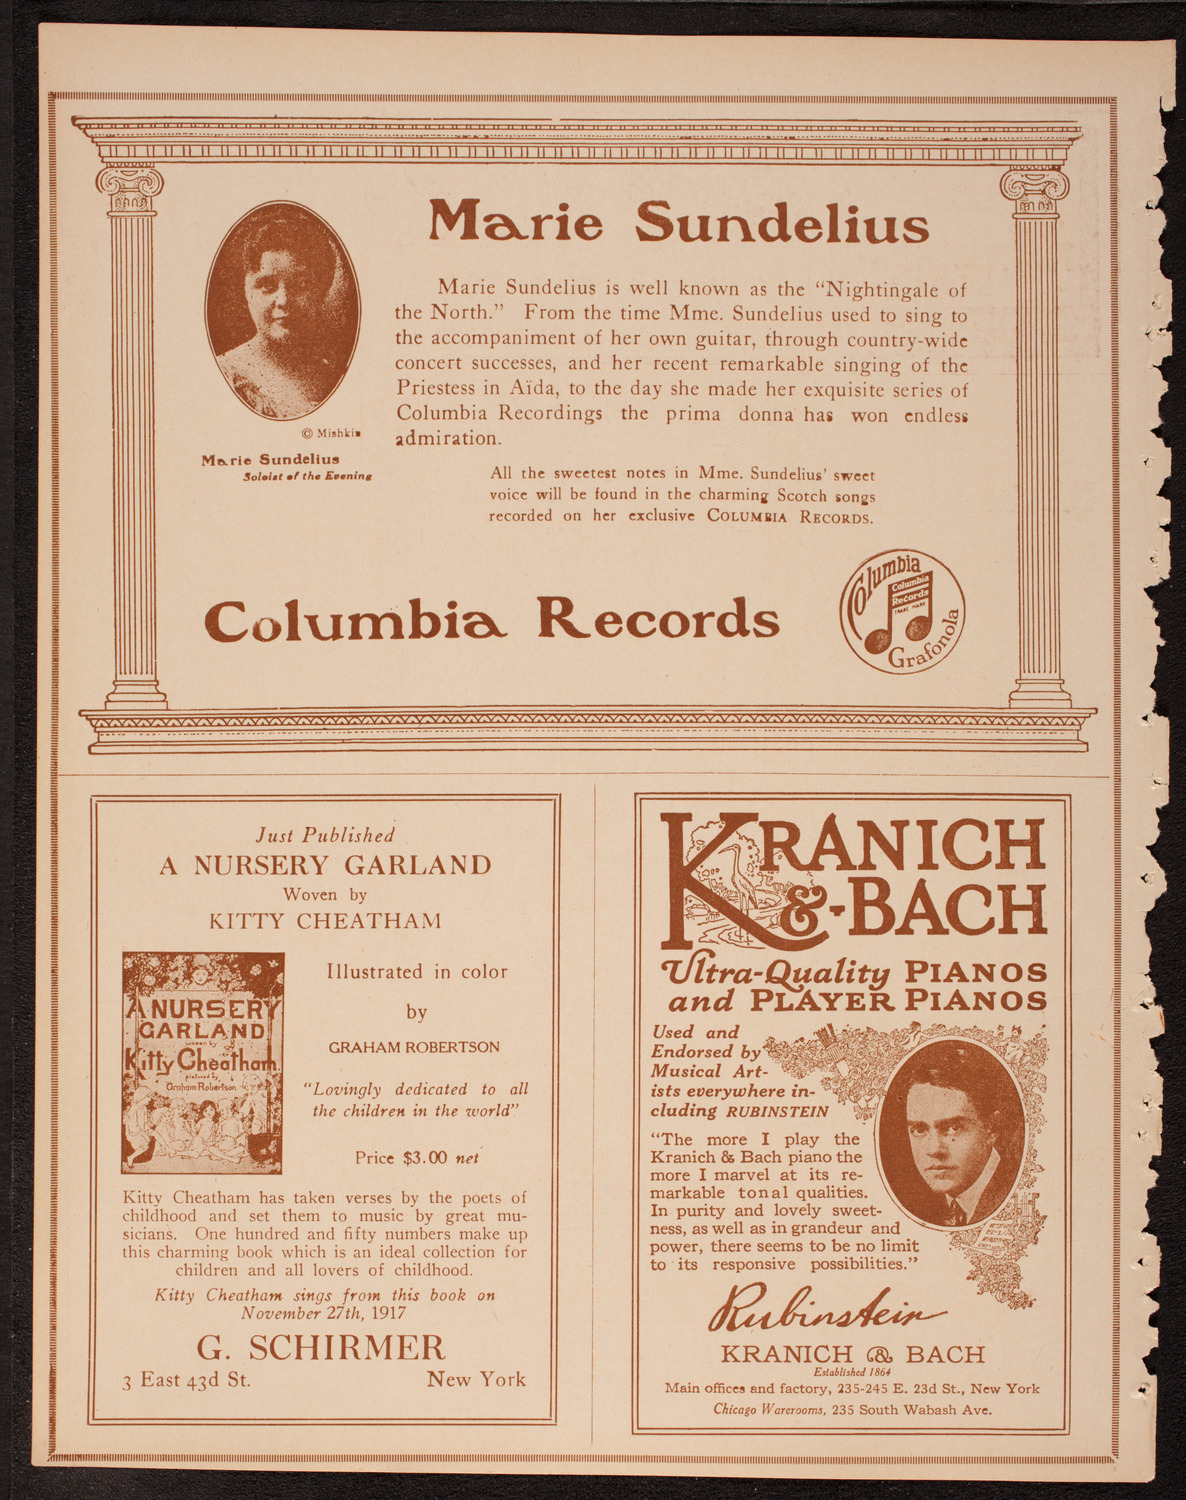 Marie Sundelius
Marie Sundelius is well known as the “Nightingale of
the North.” From the time Mme. Sundelius used to sing to
the accompaniment of her own guitar, through country-wide
concert successes, and her recent remarkable singing of the
Priestess in Aïda, to the day she made her exquisite series of
Columbia Recordings the prima donna has won endless
admiration.
© Mishkin
Marie Sundelius
Soloist of the Evening
All the sweetest notes in Mme. Sundelius’ sweet
voice will be found in the charming Scotch songs
recorded on her exclusive COLUMBIA RECORDS.
Columbia Records
Columbia
Columbia
Records
TRADE MARK
Grafonola
Just Published
A NURSERY GARLAND
Woven by
KITTY CHEATHAM
A NURSERY
GARLAND
woven by
Kitty Cheatham.
pictured by
Graham Robertson
Illustrated in color
by
GRAHAM ROBERTSON
“Lovingly dedicated to all
the children in the world”
Price $3.00 net
Kitty Cheatham has taken verses by the poets of
childhood and set them to music by great mu-
sicians. One hundred and fifty numbers make up
this charming book which is an ideal collection for
children and all lovers of childhood.
Kitty Cheatham sings from this book on
November 27th, 1917
G. SCHIRMER
3 East 43d St. New York
KRANICH
&-BACH
Ultra-Quality PIANOS
and PLAYER PIANOS
Used and
Endorsed by
Musical Art-
ists everywhere in-
cluding RUBINSTEIN
“The more I play the
Kranich & Bach piano the
more I marvel at its re-
markable tonal qualities.
In purity and lovely sweet-
ness, as well as in grandeur and
power, there seems to be no limit
to its responsive possibilities.”
Rubinstein
KRANICH & BACH
Established 1864
Main offices and factory, 235-245 E. 23d St., New York
Chicago Warerooms, 235 South Wabash Ave.